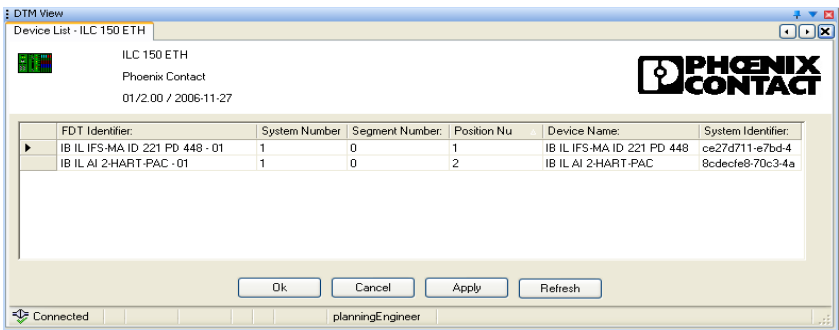 DTM View
Device List - ILC 150 ETH
ILC 150 ETH
Phoenix Contact
01/2.00 / 2006-11-27
PHŒNIX
CONTACT
FDT Identifier: System Number Segment Number: Position Nu Device Name: System Identifier:
IB IL IFS-MA ID 221 PD 448 - 01 1 0 1 IB IL IFS-MA ID 221 PD 448 ce27d711-e7bd-4
IB IL AI 2-HART-PAC - 01 1 0 2 IB IL AI 2-HART-PAC 8cdecfe8-70c3-4a
Ok Cancel Apply Refresh
Connected planningEngineer